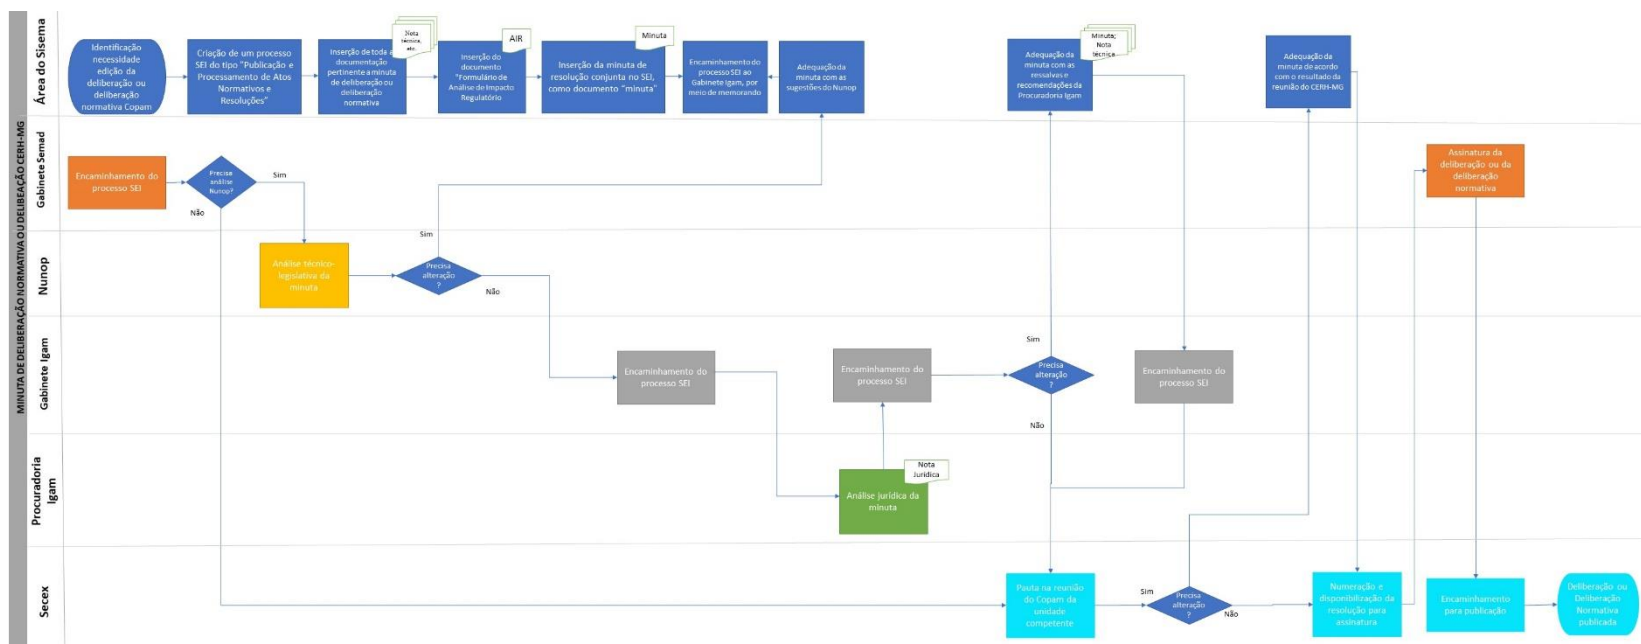 MINUTA DE DELIBERAÇÃO NORMATIVA OU DELIBEAÇÃO CERH-MG
Área do Sisema
Identificação
necessidade
edição da
deliberação ou
deliberação
normativa Copam
Criação de um processo
SEI do tipo "Publicação e
Processamento de Atos
Normativos e
Resoluções"
Inserção de toda a
documentação
pertinente a minuta
de deliberação ou
deliberação
normativa
Nota
técnica,
etc.
Inserção do
documento
"Formulário de
Análise de Impacto
Regulatório
AIR
Inserção da minuta de
resolução conjunta no SEI,
como documento "minuta"
Minuta
Encaminhamento do
processo SEI ao
Gabinete Igam, por
meio de memorando
Adequação da
minuta com as
sugestões do Nunop
Adequação da
minuta com as
ressalvas e
recomendações da
Procuradoria Igam
Minuta;
Nota
técnica
Adequação da
minuta de acordo
com o resultado da
reunião do CERH-MG
Gabinete Semad
Encaminhamento do
processo SEI
Precisa
análise
Nunop?
Sim
Não
Assinatura da
deliberação ou da
deliberação
normativa
Nunop
Análise técnico-
legislativa da
minuta
Precisa
alteração
?
Sim
Não
Gabinete Igam
Encaminhamento do
processo SEI
Encaminhamento do
processo SEI
Precisa
alteração
?
Sim
Não
Encaminhamento do
processo SEI
Procuradoria
Igam
Análise jurídica da
minuta
Nota
Jurídica
Secex
Pauta na reunião
do Copam da
unidade
competente
Precisa
alteração
?
Sim
Não
Numeração e
disponibilização da
resolução para
assinatura
Encaminhamento
para publicação
Deliberação ou
Deliberação
Normativa
publicada